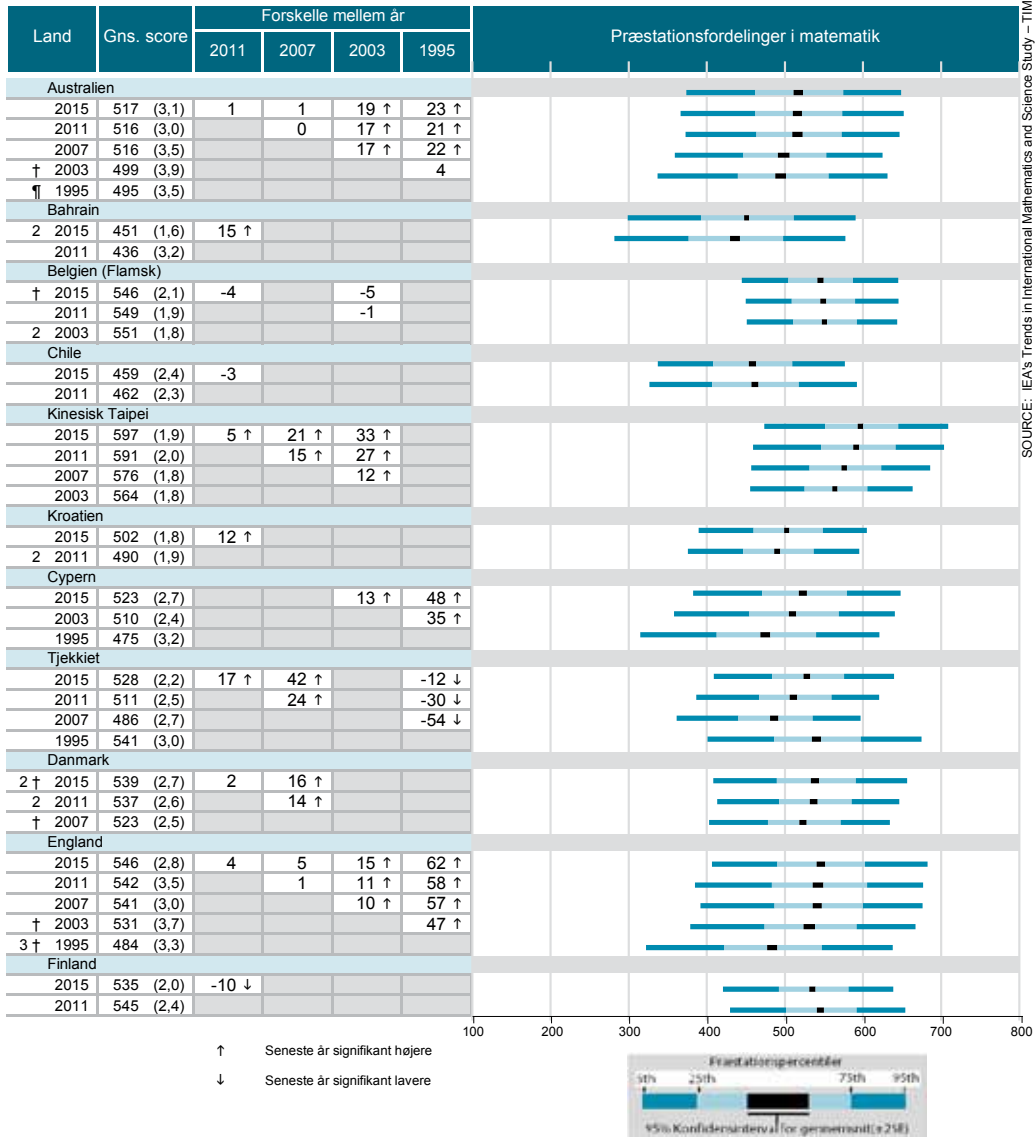 Land Gns. score Forskelle mellem år Præstationsfordelinger i matematik
2011 2007 2003 1995
Australien
2015 517 (3,1) 1 1 19 ↑ 23 ↑
2011 516 (3,0) 0 17 ↑ 21 ↑
2007 516 (3,5) 17 ↑ 22 ↑
† 2003 499 (3,9) 4
¶ 1995 495 (3,5)
Bahrain
2 2015 451 (1,6) 15 ↑
2011 436 (3,2)
Belgien (Flamsk)
† 2015 546 (2,1) -4 -5
2011 549 (1,9) -1
2 2003 551 (1,8)
Chile
2015 459 (2,4) -3
2011 462 (2,3)
Kinesisk Taipei
2015 597 (1,9) 5 ↑ 21 ↑ 33 ↑
2011 591 (2,0) 15 ↑ 27 ↑
2007 576 (1,8) 12 ↑
2003 564 (1,8)
Kroatien
2015 502 (1,8) 12 ↑
2 2011 490 (1,9)
Cypern
2015 523 (2,7) 13 ↑ 48 ↑
2003 510 (2,4) 35 ↑
1995 475 (3,2)
Tjekkiet
2015 528 (2,2) 17 ↑ 42 ↑ -12 ↓
2011 511 (2,5) 24 ↑ -30 ↓
2007 486 (2,7) -54 ↓
1995 541 (3,0)
Danmark
2 † 2015 539 (2,7) 2 16 ↑
2 2011 537 (2,6) 14 ↑
† 2007 523 (2,5)
England
2015 546 (2,8) 4 5 15 ↑ 62 ↑
2011 542 (3,5) 1 11 ↑ 58 ↑
2007 541 (3,0) 10 ↑ 57 ↑
† 2003 531 (3,7) 47 ↑
3 † 1995 484 (3,3)
Finland
2015 535 (2,0) -10 ↓
2011 545 (2,4)
100 200 300 400 500 600 700 800
↑ Seneste år signifikant højere
↓ Seneste år signifikant lavere
Præstationspercentiler
5th 25th 75th 95th
95% Konfidensinterval for gennemsnit(±2SE)
SOURCE: IEA's Trends in International Mathematics and Science Study – TIM